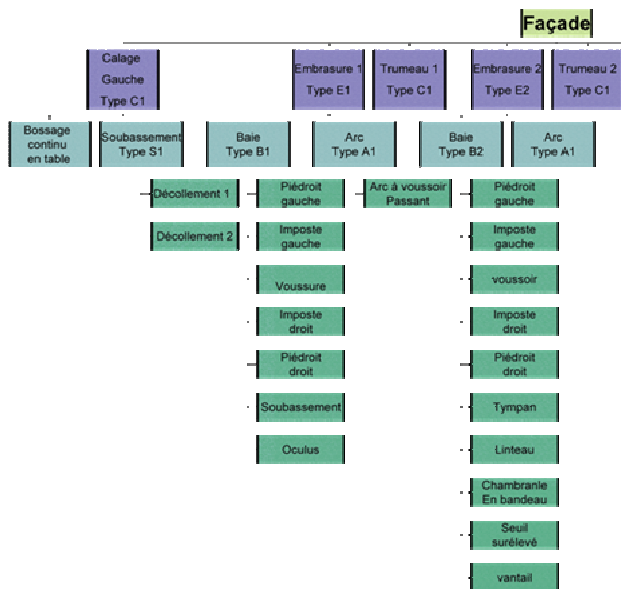 Façade
Calage
Gauche
Type C1
Embrasure 1
Type E1
Trumeau 1
Type C1
Embrasure 2
Type E2
Trumeau 2
Type C1
Bossage
continu
en table
Soubassement
Type S1
Baie
Type B1
Arc
Type A1
Baie
Type B2
Arc
Type A1
Décollement 1
Piédroit
gauche
Arc à voussoir
Passant
Piédroit
gauche
Décollement 2
Imposte
gauche
Imposte
gauche
Voussure
voussoir
Imposte
droit
Imposte
droit
Piédroit
droit
Piédroit
droit
Soubassement
Tympan
Oculus
Linteau
Chambranle
En bandeau
Seuil
surélevé
vantail